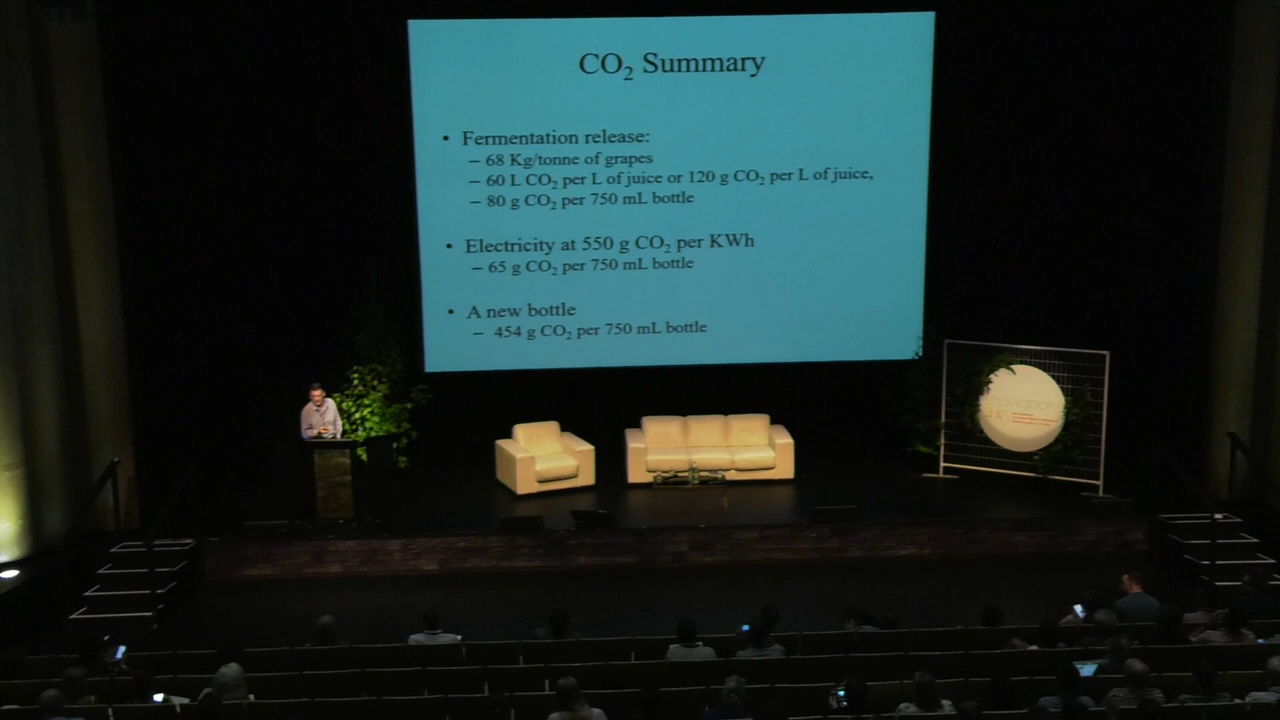 CO₂ Summary
• Fermentation release:
– 68 Kg/tonne of grapes
– 60 L CO₂ per L of juice or 120 g CO₂ per L of juice,
– 80 g CO₂ per 750 mL bottle
• Electricity at 550 g CO₂ per KWh
– 65 g CO₂ per 750 mL bottle
• A new bottle
– 454 g CO₂ per 750 mL bottle